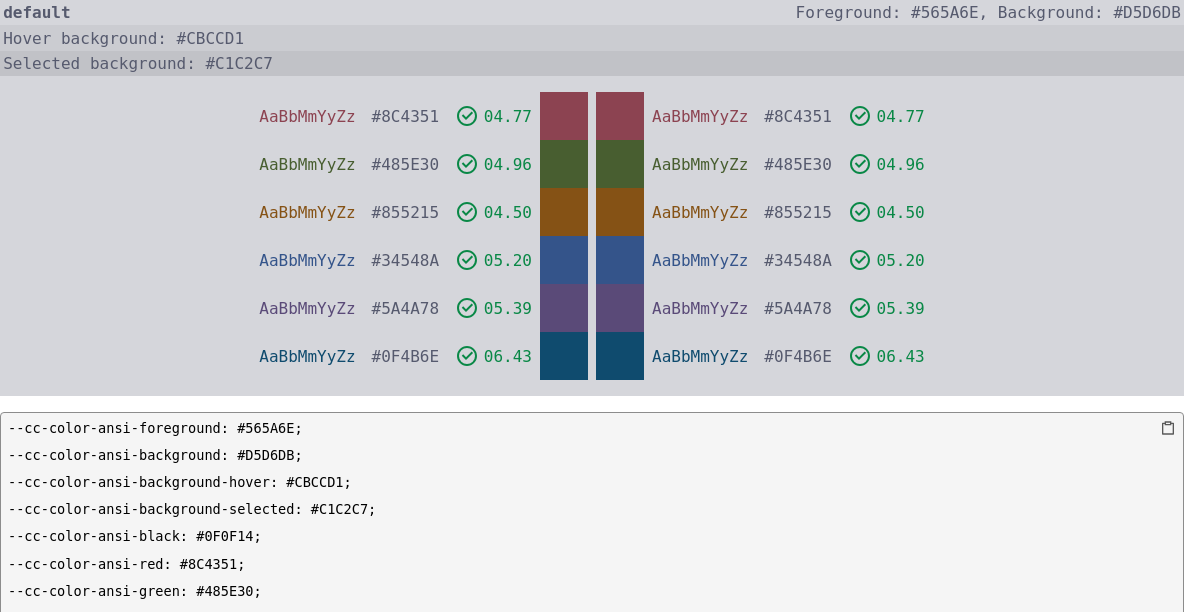 default Foreground: #565A6E, Background: #D5D6DB
Hover background: #CBCCD1
Selected background: #C1C2C7
AaBbMmYyZz #8C4351 04.77 AaBbMmYyZz #8C4351 04.77
AaBbMmYyZz #485E30 04.96 AaBbMmYyZz #485E30 04.96
AaBbMmYyZz #855215 04.50 AaBbMmYyZz #855215 04.50
AaBbMmYyZz #34548A 05.20 AaBbMmYyZz #34548A 05.20
AaBbMmYyZz #5A4A78 05.39 AaBbMmYyZz #5A4A78 05.39
AaBbMmYyZz #0F4B6E 06.43 AaBbMmYyZz #0F4B6E 06.43
--cc-color-ansi-foreground: #565A6E;
--cc-color-ansi-background: #D5D6DB;
--cc-color-ansi-background-hover: #CBCCD1;
--cc-color-ansi-background-selected: #C1C2C7;
--cc-color-ansi-black: #0F0F14;
--cc-color-ansi-red: #8C4351;
--cc-color-ansi-green: #485E30;